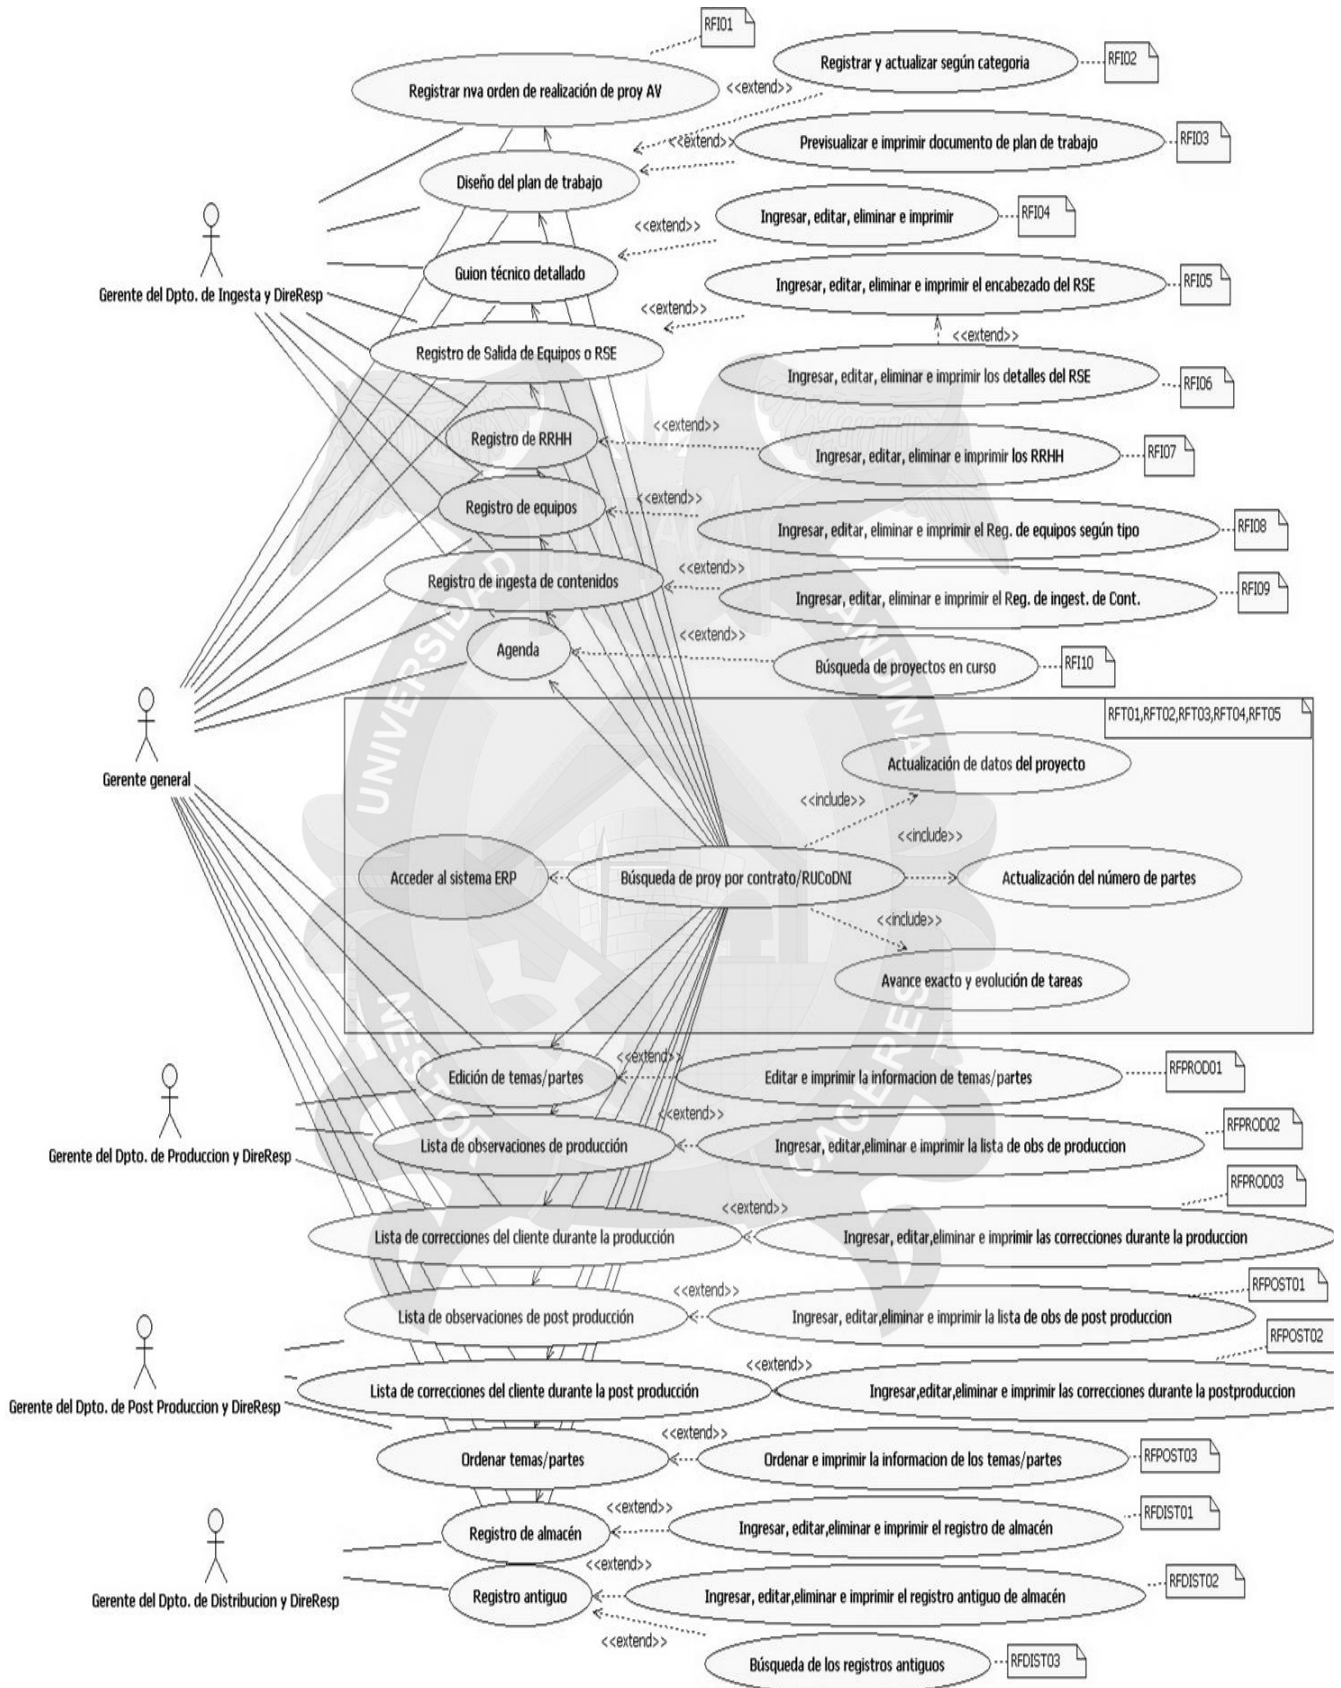 RFI01
Registrar y actualizar según categoria
RFI02
Registrar nva orden de realización de proy AV
<<extend>>
<<extend>>
Previsualizar e imprimir documento de plan de trabajo
RFI03
Diseño del plan de trabajo
Ingresar, editar, eliminar e imprimir
RFI04
<<extend>>
Gerente del Dpto. de Ingesta y DireResp
Guion técnico detallado
Ingresar, editar, eliminar e imprimir el encabezado del RSE
RFI05
<<extend>>
<<extend>>
Registro de Salida de Equipos o RSE
Ingresar, editar, eliminar e imprimir los detalles del RSE
RFI06
<<extend>>
Registro de RRHH
Ingresar, editar, eliminar e imprimir los RRHH
RFI07
<<extend>>
Registro de equipos
Ingresar, editar, eliminar e imprimir el Reg. de equipos según tipo
RFI08
<<extend>>
Registro de ingesta de contenidos
Ingresar, editar, eliminar e imprimir el Reg. de ingest. de Cont.
RFI09
<<extend>>
Agenda
Búsqueda de proyectos en curso
RFI10
UNIVERSIDAD
ANDINA
RFT01,RFT02,RFT03,RFT04,RFT05
Gerente general
Actualización de datos del proyecto
<<include>>
<<include>>
Acceder al sistema ERP
Búsqueda de proy por contrato/RUCoDNI
Actualización del número de partes
<<include>>
Avance exacto y evolución de tareas
NESTOR
CACERES
<<extend>>
Edición de temas/partes
Editar e imprimir la informacion de temas/partes
RFPROD01
<<extend>>
Gerente del Dpto. de Produccion y DireResp
Lista de observaciones de producción
Ingresar, editar,eliminar e imprimir la lista de obs de produccion
RFPROD02
RFPROD03
<<extend>>
Lista de correcciones del cliente durante la producción
Ingresar, editar,eliminar e imprimir las correcciones durante la produccion
RFPOST01
<<extend>>
Lista de observaciones de post producción
Ingresar, editar,eliminar e imprimir la lista de obs de post produccion
RFPOST02
<<extend>>
Gerente del Dpto. de Post Produccion y DireResp
Lista de correcciones del cliente durante la post producción
Ingresar,editar,eliminar e imprimir las correcciones durante la postproduccion
<<extend>>
Ordenar temas/partes
Ordenar e imprimir la informacion de los temas/partes
RFPOST03
<<extend>>
Registro de almacén
Ingresar, editar,eliminar e imprimir el registro de almacén
RFDIST01
<<extend>>
Gerente del Dpto. de Distribucion y DireResp
Registro antiguo
Ingresar, editar,eliminar e imprimir el registro antiguo de almacén
RFDIST02
<<extend>>
Búsqueda de los registros antiguos
RFDIST03